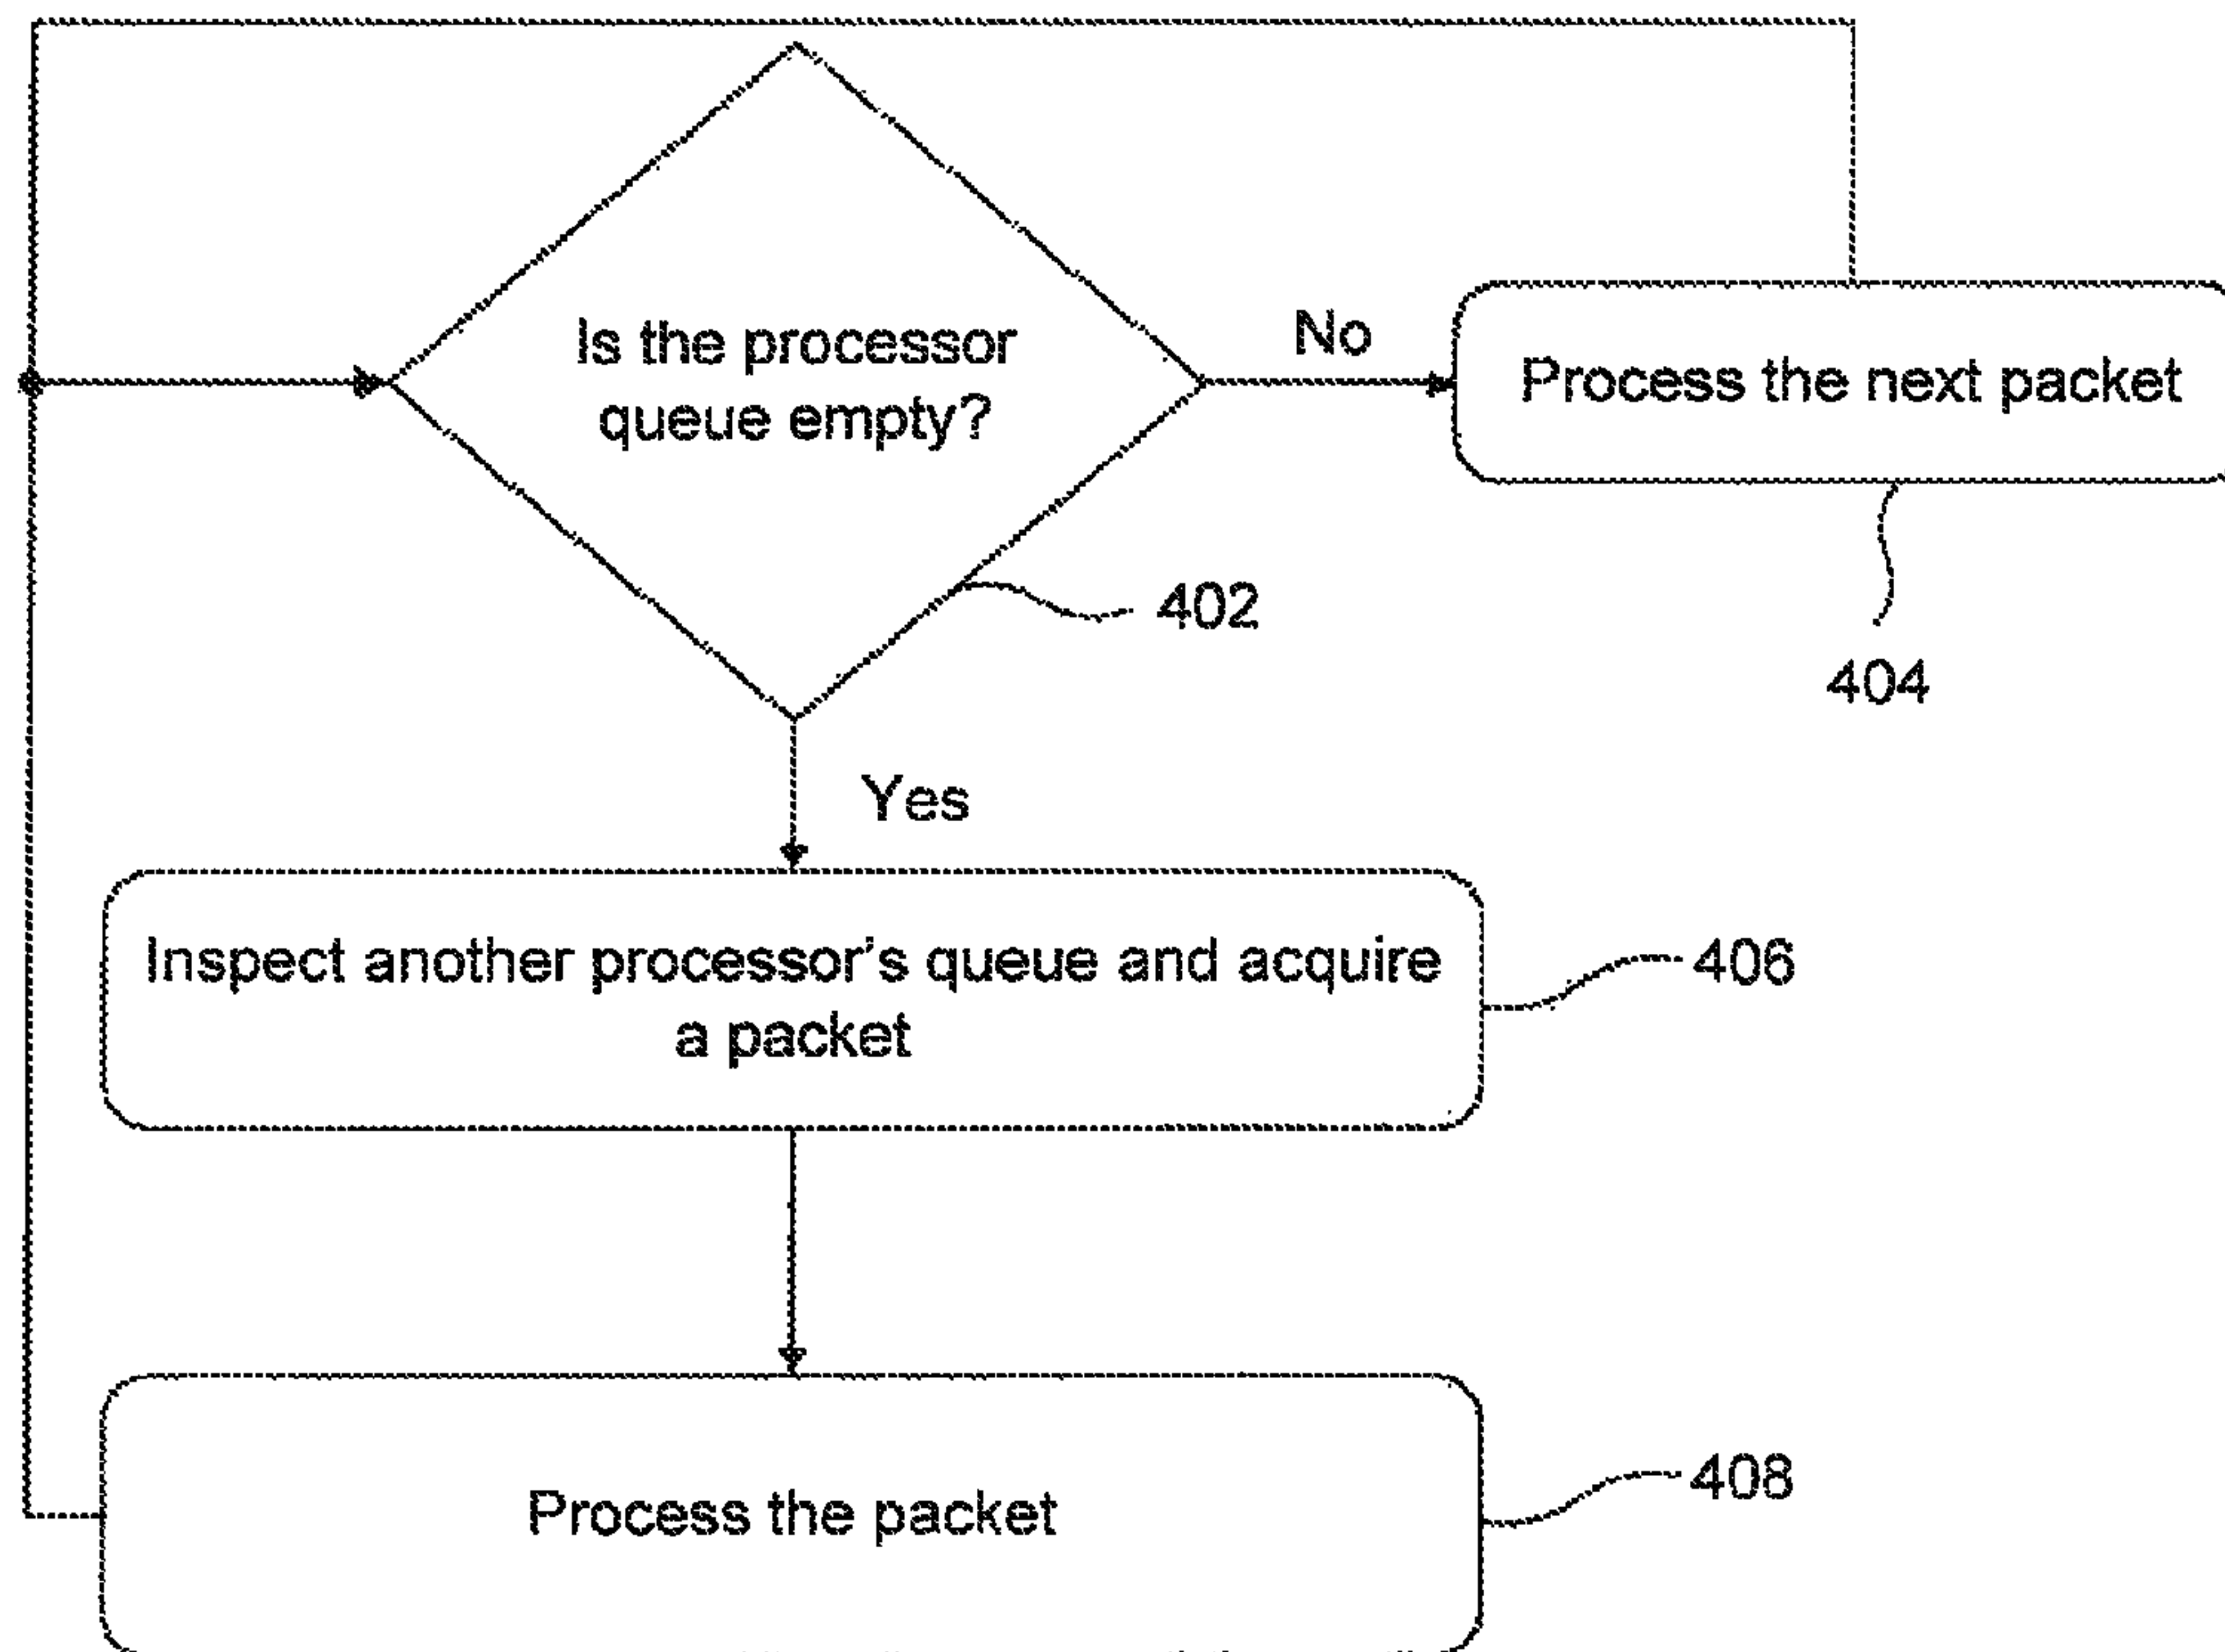 Is the processor
queue empty?
No
Process the next packet
402
404
Yes
Inspect another processor's queue and acquire
a packet
406
Process the packet
408